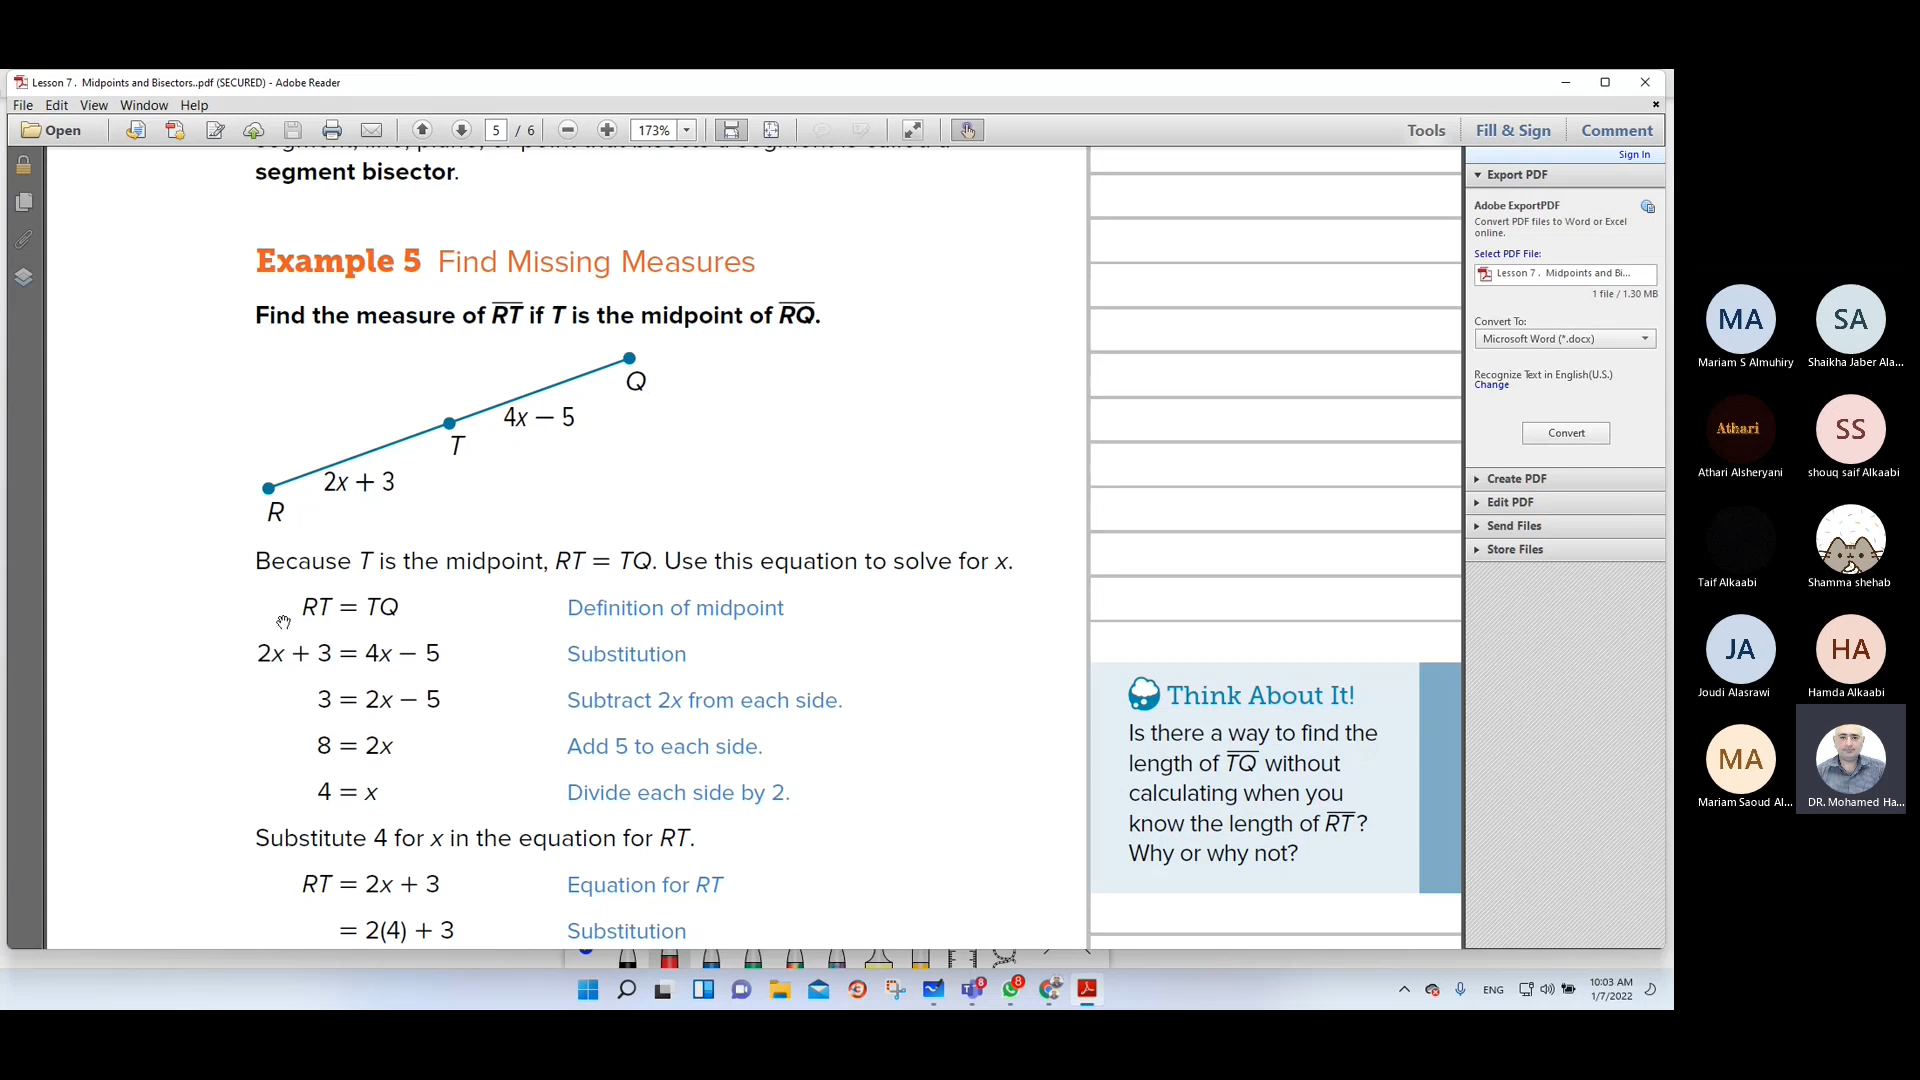 Lesson 7 .  Midpoints and Bisectors..pdf (SECURED) - Adobe Reader
File Edit View Window Help
Open 5 / 6 173% Tools Fill & Sign Comment
segment bisector.
Example 5 Find Missing Measures
Find the measure of RT if T is the midpoint of RQ.
Q
4x − 5
T
2x + 3
R
Because T is the midpoint, RT = TQ. Use this equation to solve for x.
RT = TQ Definition of midpoint
2x + 3 = 4x − 5 Substitution
3 = 2x − 5 Subtract 2x from each side.
8 = 2x Add 5 to each side.
4 = x Divide each side by 2.
Substitute 4 for x in the equation for RT.
RT = 2x + 3 Equation for RT
= 2(4) + 3 Substitution
Think About It!
Is there a way to find the
length of TQ without
calculating when you
know the length of RT?
Why or why not?
Sign In
Export PDF
Adobe ExportPDF
Convert PDF files to Word or Excel
online.
Select PDF File:
Lesson 7 .  Midpoints and Bi...
1 file / 1.30 MB
Convert To:
Microsoft Word (*.docx)
Recognize Text in English(U.S.)
Change
Convert
Create PDF
Edit PDF
Send Files
Store Files
MA SA
Mariam S Almuhiry Shaikha Jaber Ala...
Athari SS
Athari Alsheryani shouq saif Alkaabi
Taif Alkaabi Shamma shehab
JA HA
Joudi Alasrawi Hamda Alkaabi
MA
Mariam Saoud Al... DR. Mohamed Ha...
8 8
ENG
10:03 AM
1/7/2022